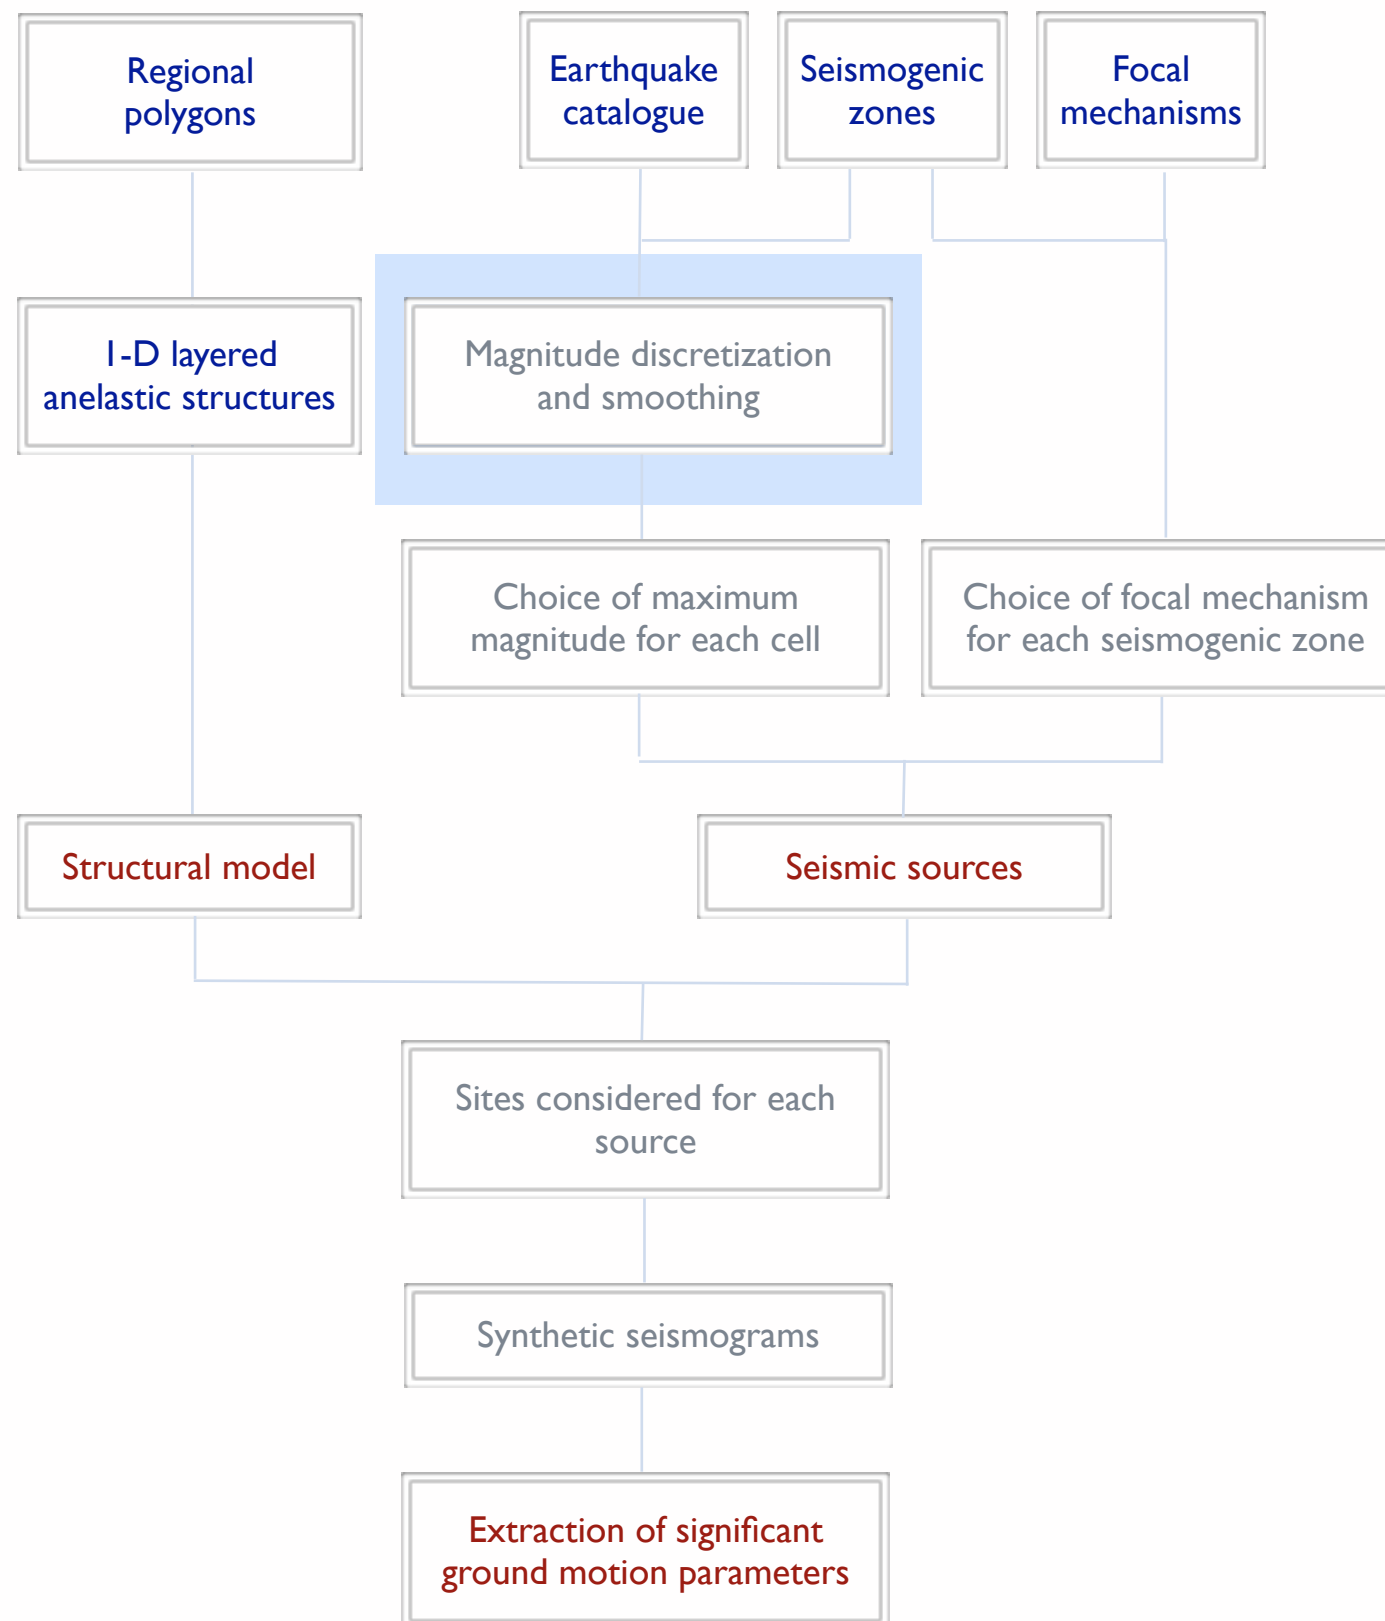 Regional
polygons
Earthquake
catalogue
Seismogenic
zones
Focal
mechanisms
1-D layered
anelastic structures
Magnitude discretization
and smoothing
Choice of maximum
magnitude for each cell
Choice of focal mechanism
for each seismogenic zone
Structural model
Seismic sources
Sites considered for each
source
Synthetic seismograms
Extraction of significant
ground motion parameters